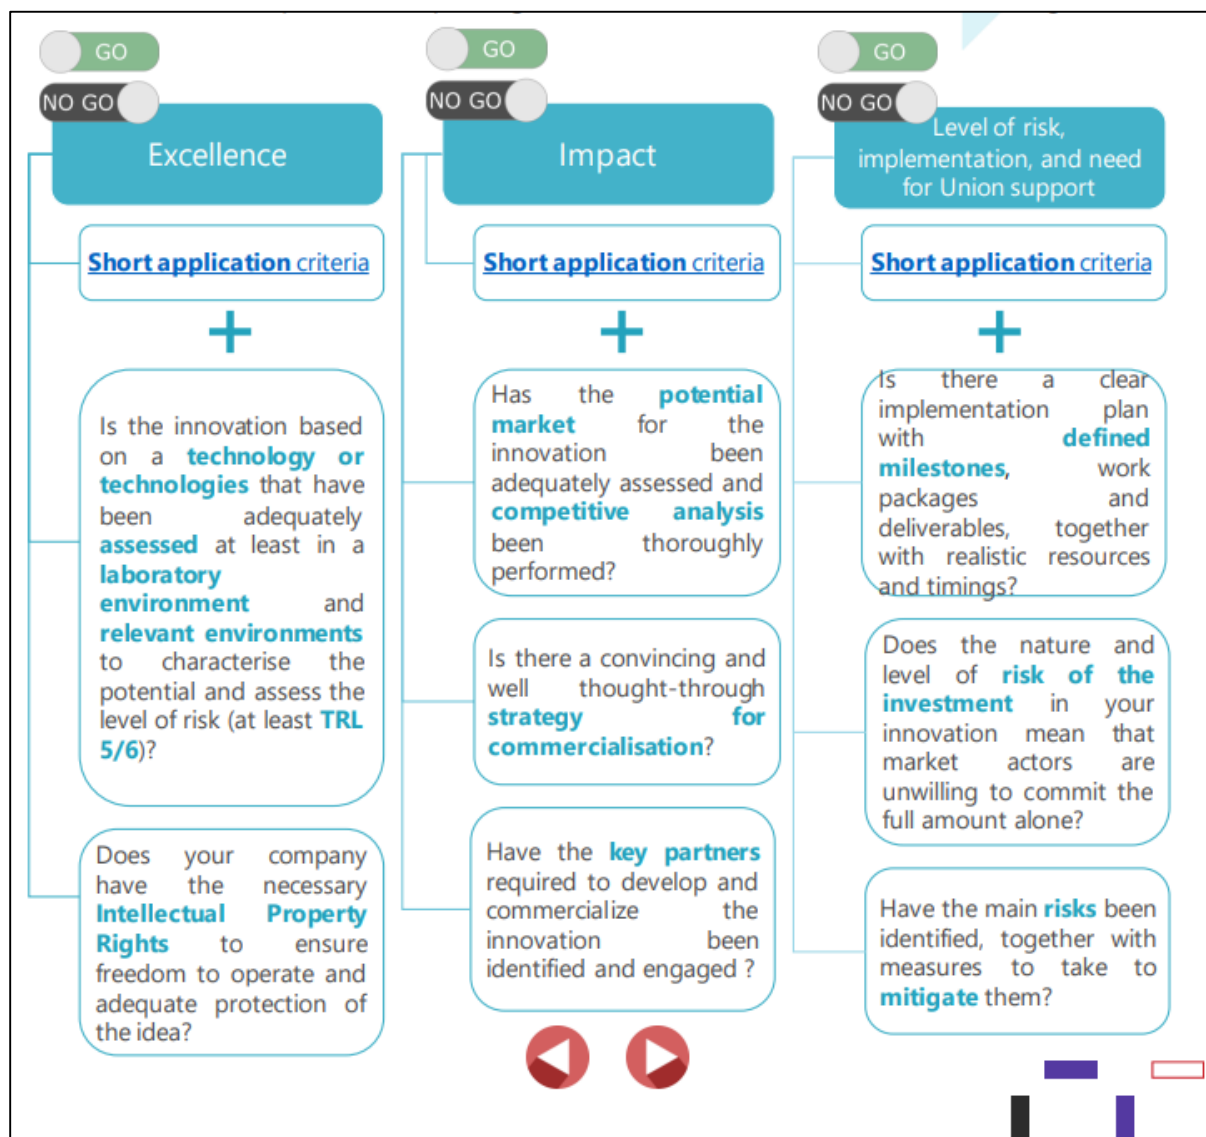 GO
NO GO
Excellence
Short application criteria
+
Is the innovation based
on a technology or
technologies that have
been adequately
assessed at least in a
laboratory
environment and
relevant environments
to characterise the
potential and assess the
level of risk (at least TRL
5/6)?
Does your company
have the necessary
Intellectual Property
Rights to ensure
freedom to operate and
adequate protection of
the idea?
GO
NO GO
Impact
Short application criteria
+
Has the potential
market for the
innovation been
adequately assessed and
competitive analysis
been thoroughly
performed?
Is there a convincing and
well thought-through
strategy for
commercialisation?
Have the key partners
required to develop and
commercialize the
innovation been
identified and engaged ?
GO
NO GO
Level of risk,
implementation, and need
for Union support
Short application criteria
+
Is there a clear
implementation plan
with defined
milestones, work
packages and
deliverables, together
with realistic resources
and timings?
Does the nature and
level of risk of the
investment in your
innovation mean that
market actors are
unwilling to commit the
full amount alone?
Have the main risks been
identified, together with
measures to take to
mitigate them?